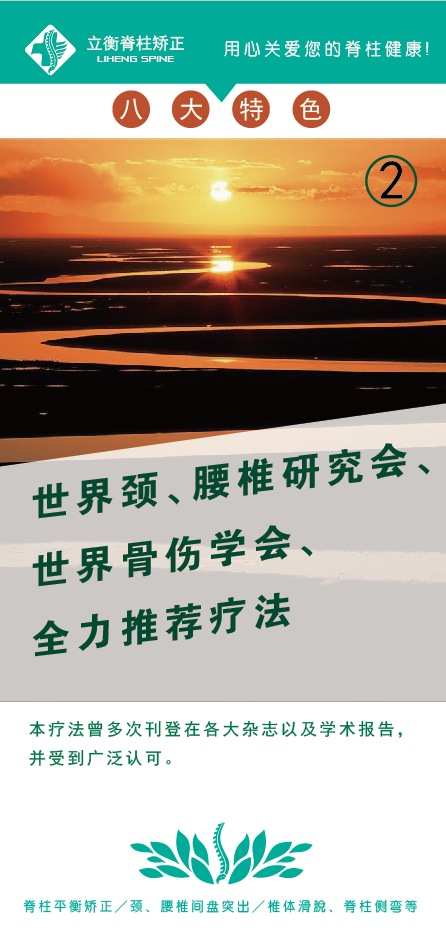 立衡脊柱矫正
LIHENG SPINE
用心关爱您的脊柱健康!
八大特色
②
世界颈、腰椎研究会、
世界骨伤学会、
全力推荐疗法
本疗法曾多次刊登在各大杂志以及学术报告，
并受到广泛认可。
脊柱平衡矫正／颈、腰椎间盘突出／椎体滑脱、脊柱侧弯等